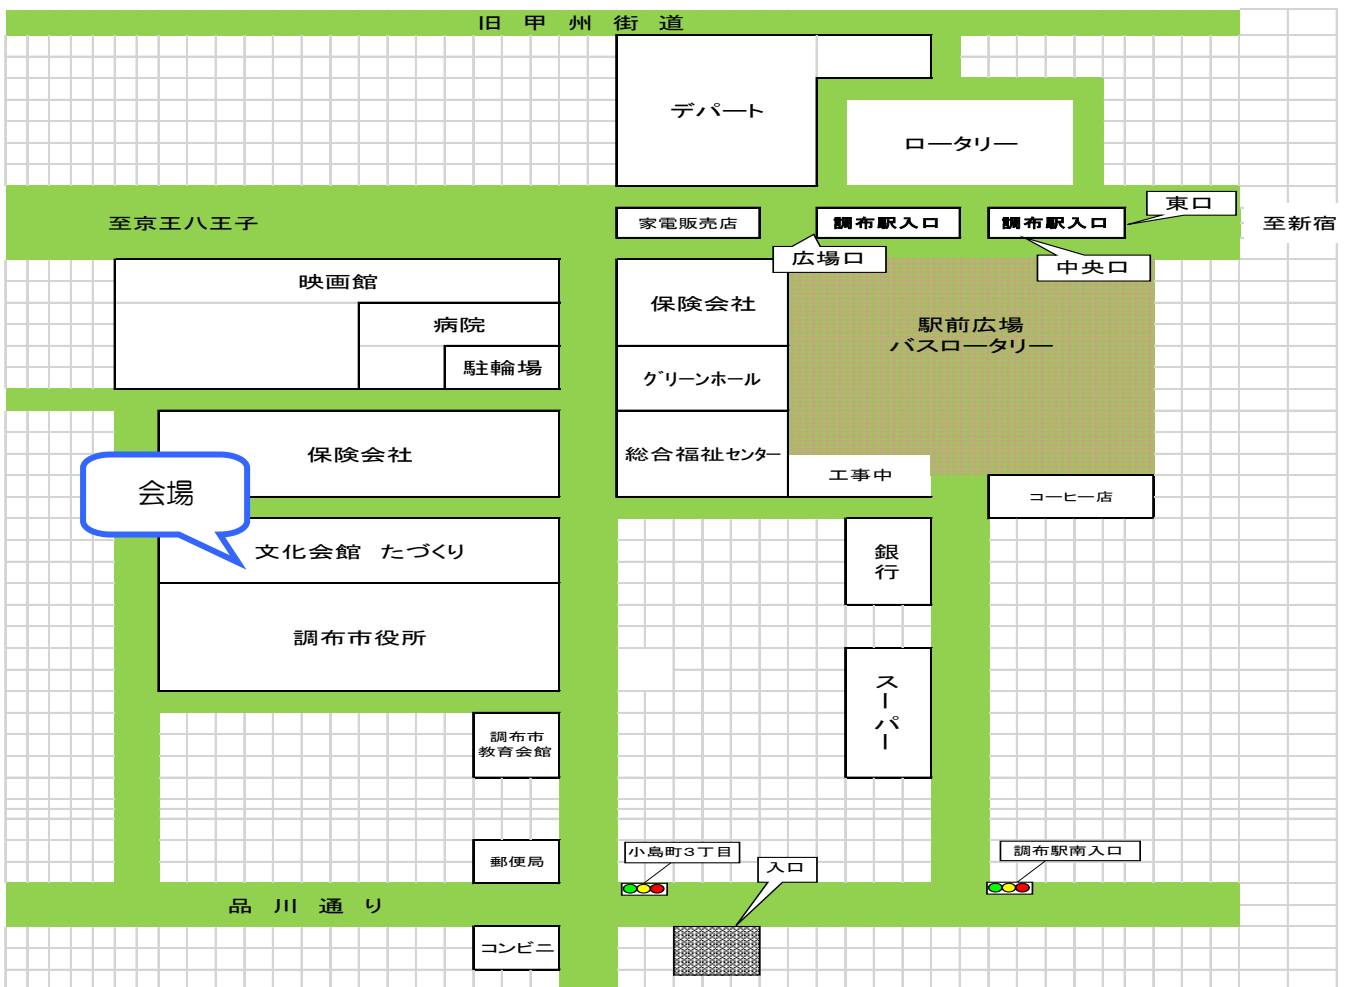 旧甲州街道
デパート
ロータリー
東口
至京王八王子
家電販売店
調布駅入口
調布駅入口
至新宿
広場口
中央口
映画館
保険会社
病院
駅前広場
バスロータリー
駐輪場
グリーンホール
保険会社
総合福祉センター
工事中
会場
コーヒー店
文化会館 たづくり
銀行
調布市役所
スーパー
調布市
教育会館
小島町3丁目
調布駅南入口
郵便局
入口
品川通り
コンビニ